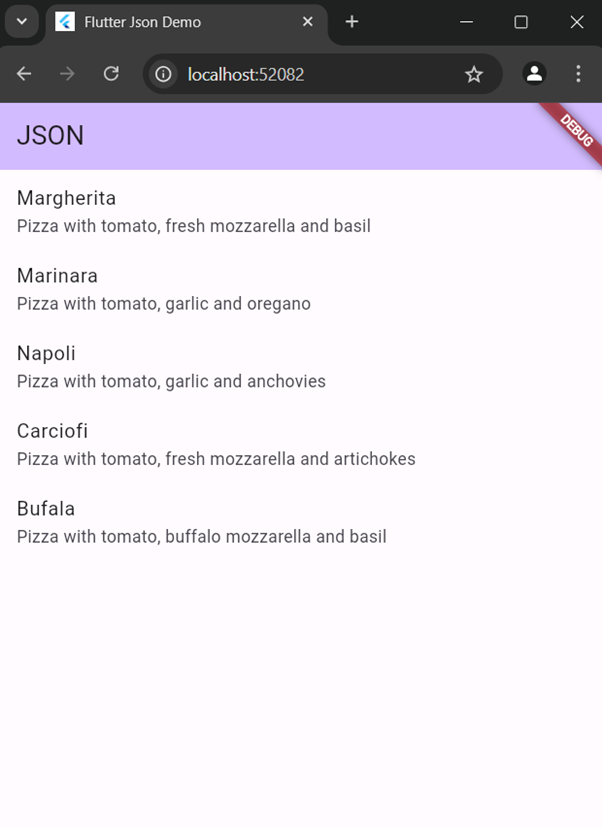 Flutter Json Demo
localhost:52082
JSON
DEBUG
Margherita
Pizza with tomato, fresh mozzarella and basil
Marinara
Pizza with tomato, garlic and oregano
Napoli
Pizza with tomato, garlic and anchovies
Carciofi
Pizza with tomato, fresh mozzarella and artichokes
Bufala
Pizza with tomato, buffalo mozzarella and basil